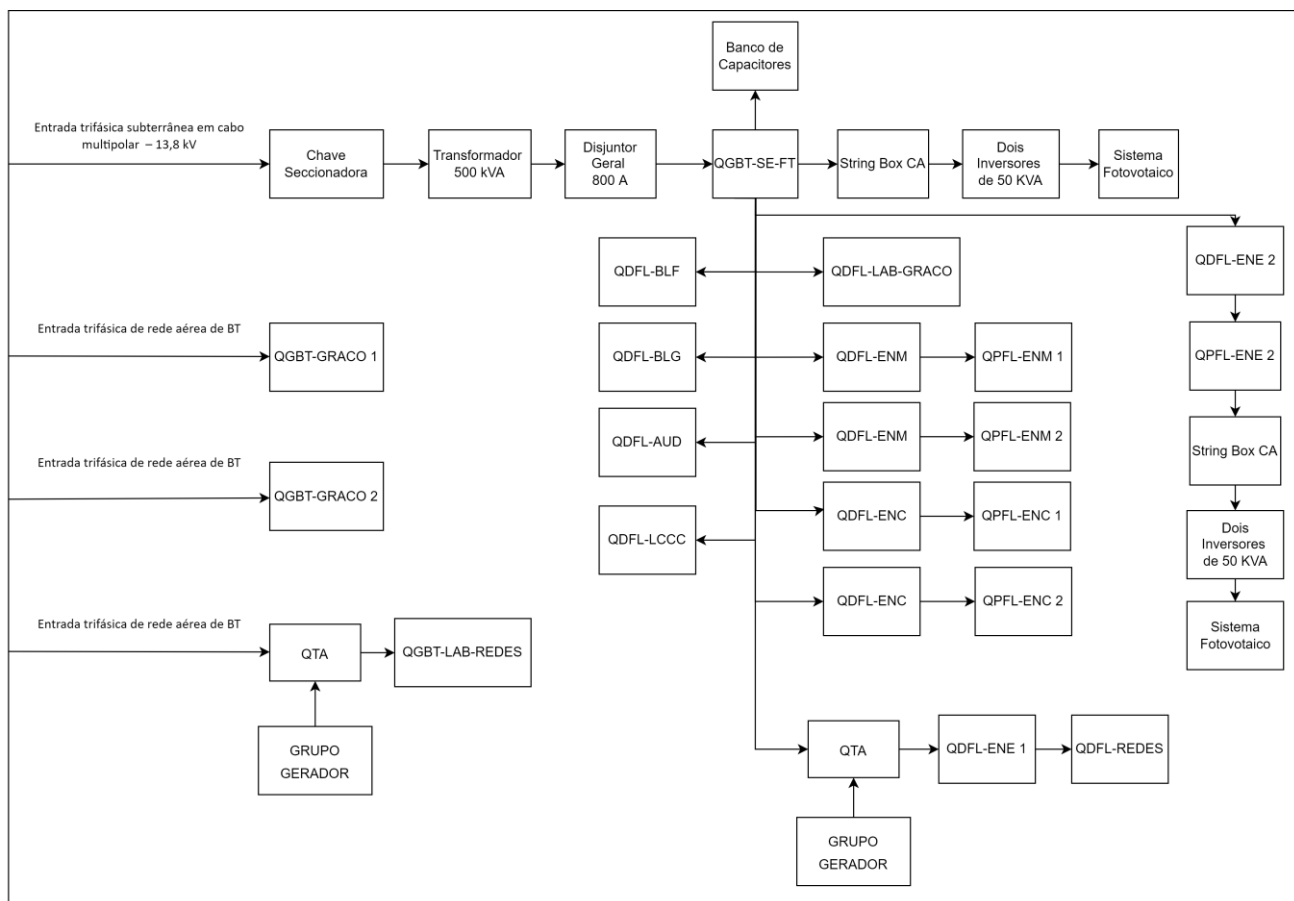 Banco de
Capacitores
Entrada trifásica subterrânea em cabo
multipolar – 13,8 kV
Chave
Seccionadora
Transformador
500 kVA
Disjuntor
Geral
800 A
QGBT-SE-FT
String Box CA
Dois
Inversores
de 50 KVA
Sistema
Fotovotaico
QDFL-BLF
QDFL-LAB-GRACO
QDFL-ENE 2
Entrada trifásica de rede aérea de BT
QGBT-GRACO 1
QDFL-BLG
QDFL-ENM
QPFL-ENM 1
QPFL-ENE 2
QDFL-AUD
QDFL-ENM
QPFL-ENM 2
String Box CA
Entrada trifásica de rede aérea de BT
QGBT-GRACO 2
QDFL-LCCC
QDFL-ENC
QPFL-ENC 1
Dois
Inversores
de 50 KVA
QDFL-ENC
QPFL-ENC 2
Sistema
Fotovotaico
Entrada trifásica de rede aérea de BT
QTA
QGBT-LAB-REDES
GRUPO
GERADOR
QTA
QDFL-ENE 1
QDFL-REDES
GRUPO
GERADOR